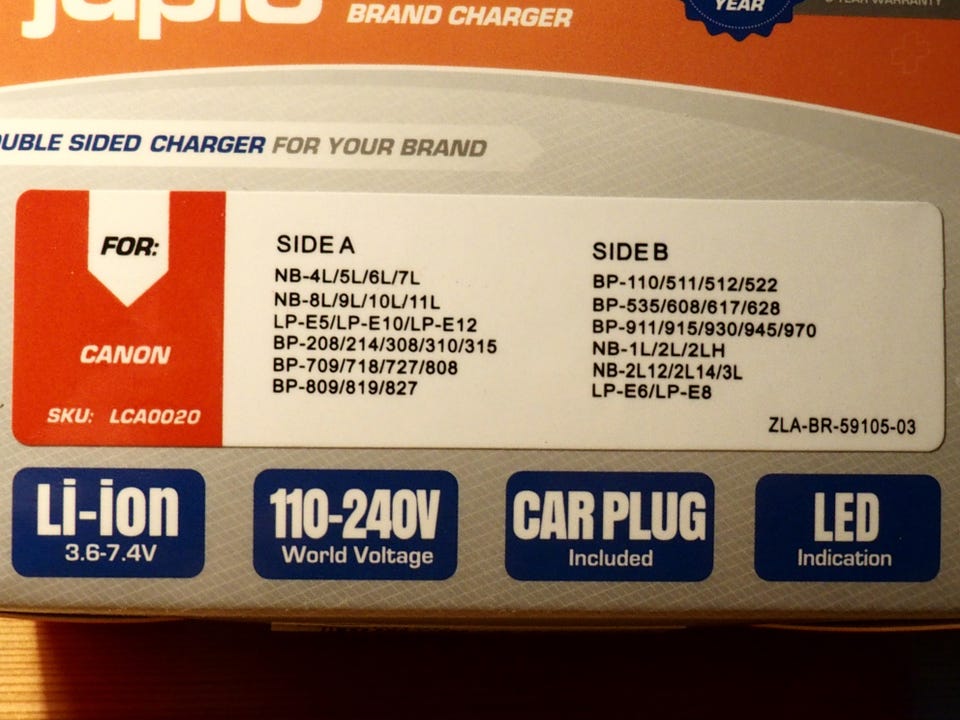 BRAND CHARGER
YEAR
DOUBLE SIDED CHARGER FOR YOUR BRAND
FOR:
CANON
SKU: LCA0020
SIDE A
NB-4L/5L/6L/7L
NB-8L/9L/10L/11L
LP-E5/LP-E10/LP-E12
BP-208/214/308/310/315
BP-709/718/727/808
BP-809/819/827
SIDE B
BP-110/511/512/522
BP-535/608/617/628
BP-911/915/930/945/970
NB-1L/2L/2LH
NB-2L12/2L14/3L
LP-E6/LP-E8
ZLA-BR-59105-03
Li-ion
3.6-7.4V
110-240V
World Voltage
CAR PLUG
Included
LED
Indication